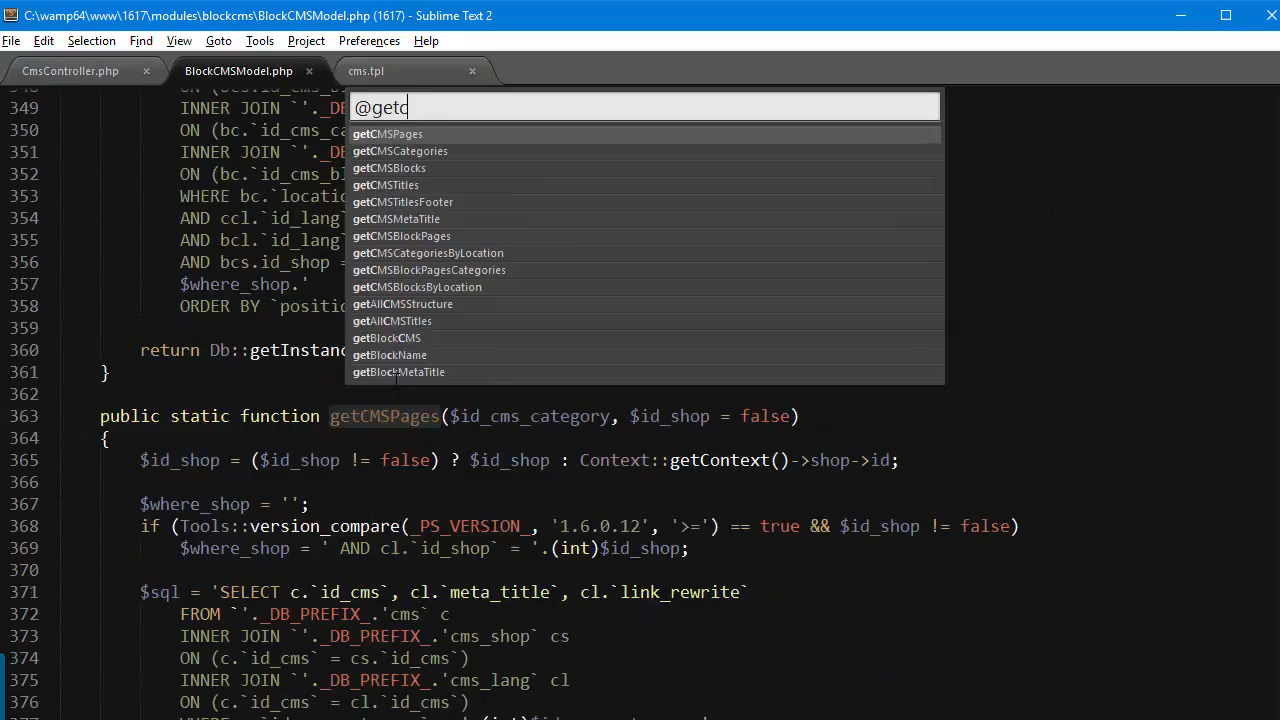 C:\wamp64\www\1617\modules\blockcms\BlockCMSModel.php (1617) - Sublime Text 2
File Edit Selection Find View Goto Tools Project Preferences Help
CmsController.php × BlockCMSModel.php × cms.tpl ×
@getc
getCMSPages
getCMSCategories
getCMSBlocks
getCMSTitles
getCMSTitlesFooter
getCMSMetaTitle
getCMSBlockPages
getCMSCategoriesByLocation
getCMSBlockPagesCategories
getCMSBlocksByLocation
getAllCMSStructure
getAllCMSTitles
getBlockCMS
getBlockName
getBlockMetaTitle
349 INNER JOIN `'._DB
350 ON (bc.`id_cms_ca
351 INNER JOIN `'._DB
352 ON (bc.`id_cms_bl
353 WHERE bc.`locatio
354 AND ccl.`id_lang`
355 AND bcl.`id_lang`
356 AND bcs.id_shop =
357 $where_shop.'
358 ORDER BY `positio
359
360 return Db::getInstanc
361 }
362
363 public static function getCMSPages($id_cms_category, $id_shop = false)
364 {
365 $id_shop = ($id_shop != false) ? $id_shop : Context::getContext()->shop->id;
366
367 $where_shop = '';
368 if (Tools::version_compare(_PS_VERSION_, '1.6.0.12', '>=') == true && $id_shop != false)
369 $where_shop = ' AND cl.`id_shop` = '.(int)$id_shop;
370
371 $sql = 'SELECT c.`id_cms`, cl.`meta_title`, cl.`link_rewrite`
372 FROM `'._DB_PREFIX_.'cms` c
373 INNER JOIN `'._DB_PREFIX_.'cms_shop` cs
374 ON (c.`id_cms` = cs.`id_cms`)
375 INNER JOIN `'._DB_PREFIX_.'cms_lang` cl
376 ON (c.`id_cms` = cl.`id_cms`)